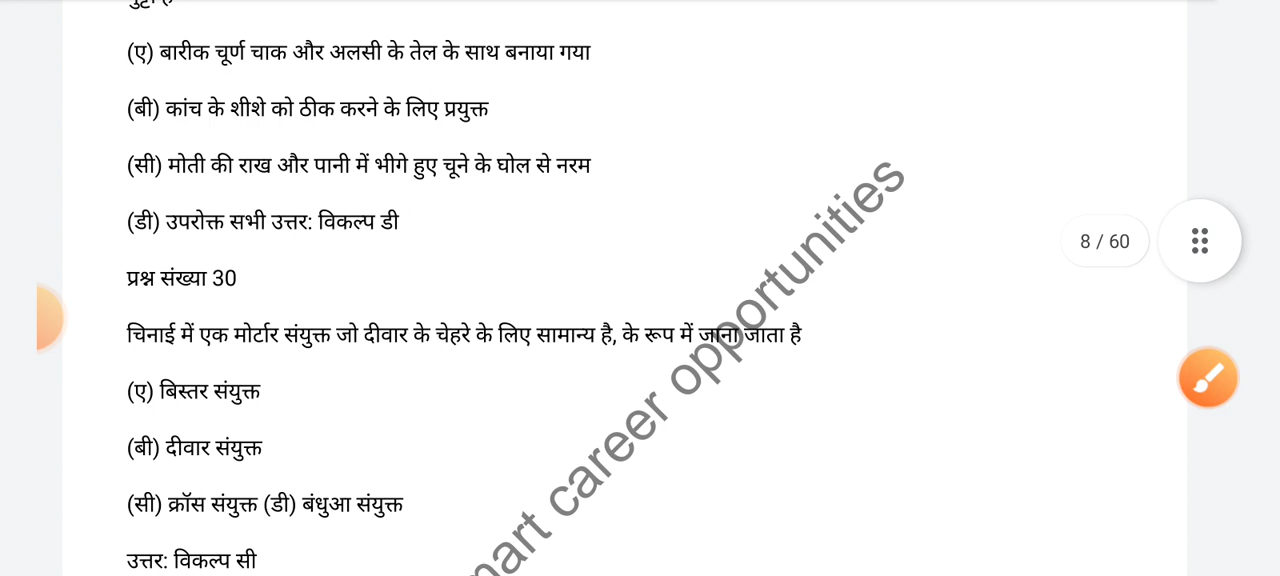 (ए) बारीक चूर्ण चाक और अलसी के तेल के साथ बनाया गया
(बी) कांच के शीशे को ठीक करने के लिए प्रयुक्त
(सी) मोती की राख और पानी में भीगे हुए चूने के घोल से नरम
(डी) उपरोक्त सभी उत्तर: विकल्प डी
8 / 60
प्रश्न संख्या 30
चिनाई में एक मोर्टार संयुक्त जो दीवार के चेहरे के लिए सामान्य है, के रूप में जाना जाता है
(ए) बिस्तर संयुक्त
(बी) दीवार संयुक्त
(सी) क्रॉस संयुक्त (डी) बंधुआ संयुक्त
उत्तर: विकल्प सी
career opportunities